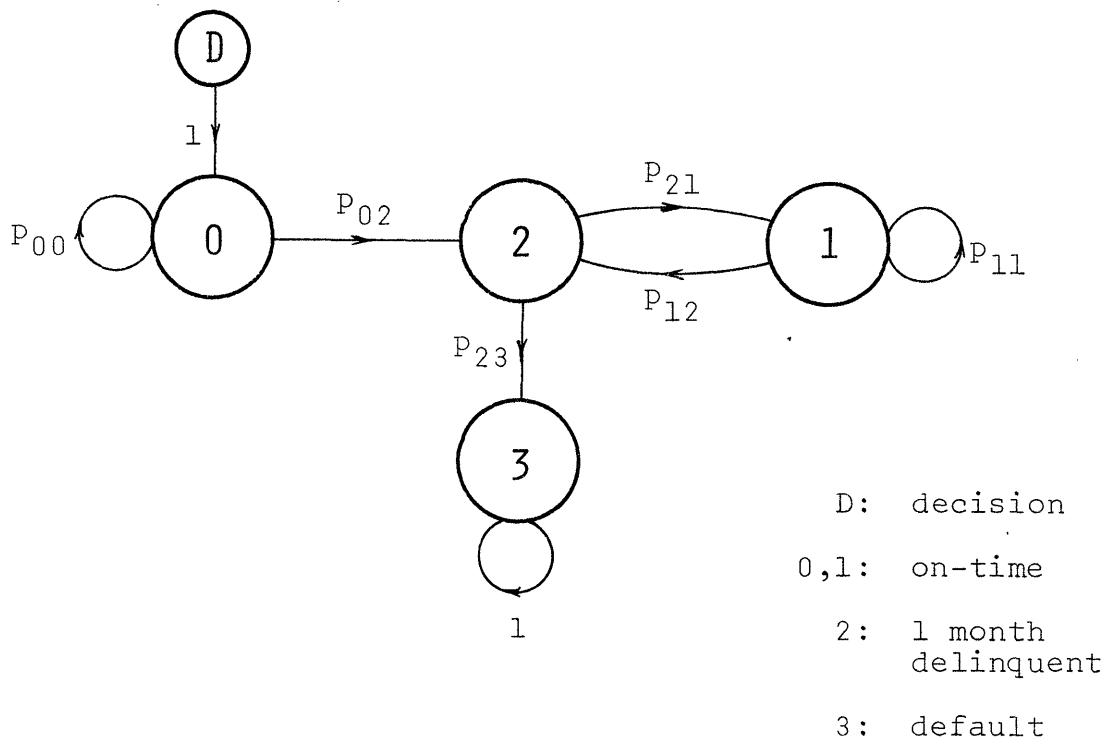 D
1
P00
0
P02
2
P21
1
P11
P12
P23
3
1
D: decision
0,1: on-time
2: 1 month
delinquent
3: default